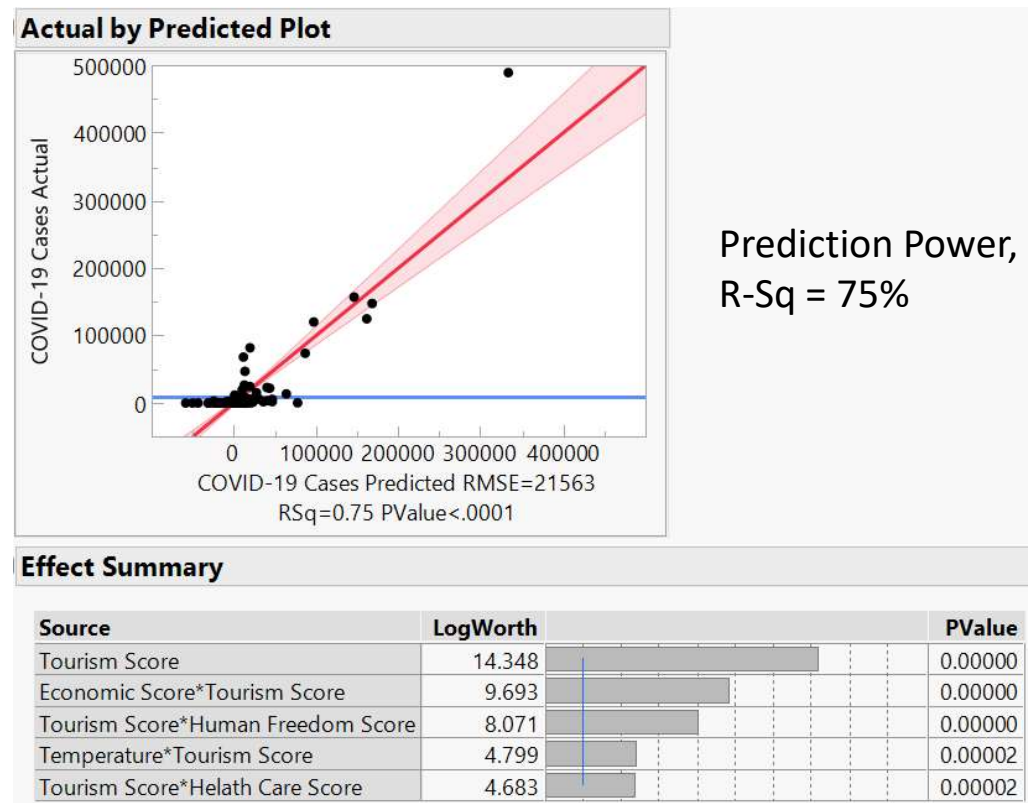 Actual by Predicted Plot
500000
400000
300000
200000
100000
0
COVID-19 Cases Actual
0 100000 200000 300000 400000
COVID-19 Cases Predicted RMSE=21563
RSq=0.75 PValue<.0001
Prediction Power,
R-Sq = 75%
Effect Summary
Source LogWorth PValue
Tourism Score 14.348 0.00000
Economic Score*Tourism Score 9.693 0.00000
Tourism Score*Human Freedom Score 8.071 0.00000
Temperature*Tourism Score 4.799 0.00002
Tourism Score*Helath Care Score 4.683 0.00002